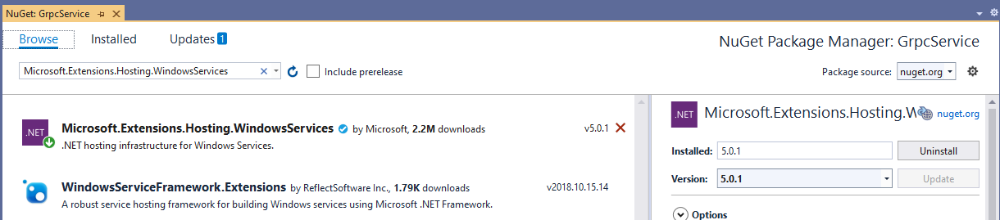 NuGet: GrpcService
Browse Installed Updates 1
NuGet Package Manager: GrpcService
Microsoft.Extensions.Hosting.WindowsServices
Include prerelease
Package source: nuget.org
.NET
Microsoft.Extensions.Hosting.WindowsServices by Microsoft, 2.2M downloads
v5.0.1
.NET hosting infrastructure for Windows Services.
WindowsServiceFramework.Extensions by ReflectSoftware Inc., 1.79K downloads
v2018.10.15.14
A robust service hosting framework for building Windows services using Microsoft .NET Framework.
.NET
Microsoft.Extensions.Hosting.W
nuget.org
Installed: 5.0.1 Uninstall
Version: 5.0.1 Update
Options